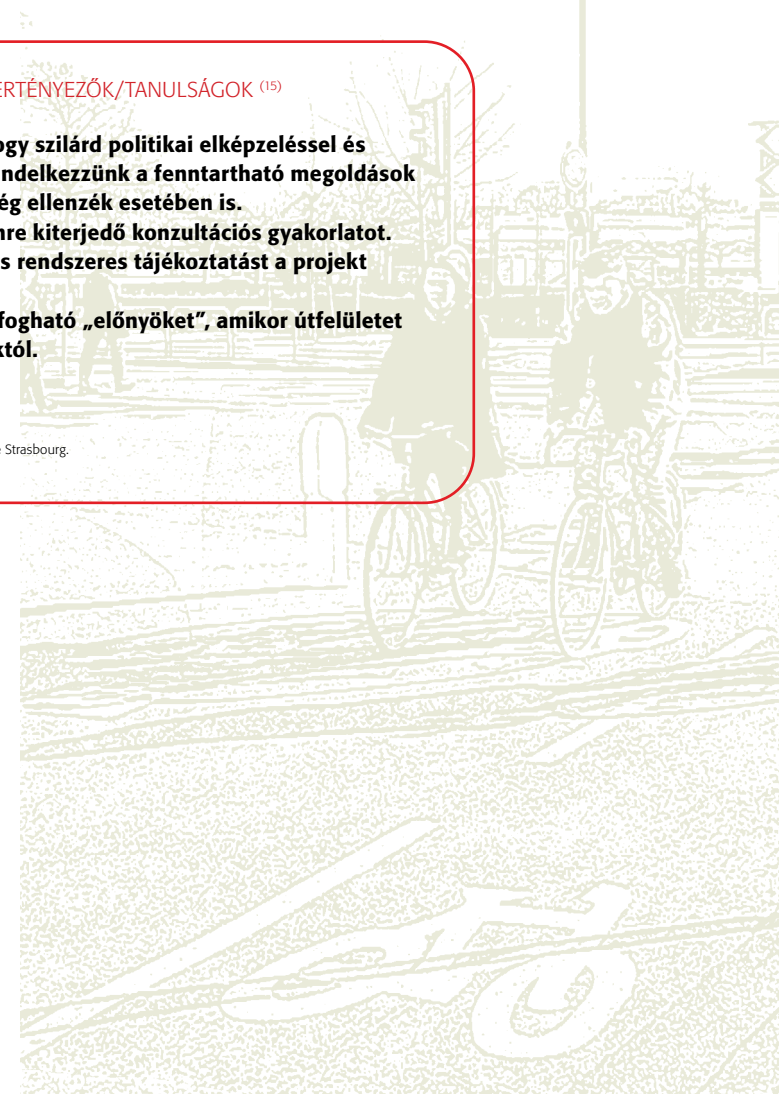 ERTÉNYEZŐK/TANULSÁGOK (15)
ogy szilárd politikai elképzeléssel és
ndelkezzünk a fenntartható megoldások
ég ellenzék esetében is.
nre kiterjedő konzultációs gyakorlatot.
s rendszeres tájékoztatást a projekt
fogható „előnyöket”, amikor útfelületet
któl.
e Strasbourg.